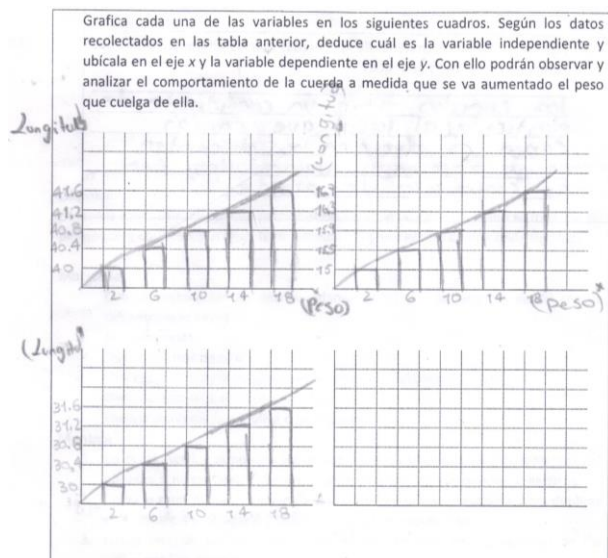 Grafica cada una de las variables en los siguientes cuadros. Según los datos
recolectados en las tabla anterior, deduce cuál es la variable independiente y
ubícala en el eje x y la variable dependiente en el eje y. Con ello podrán observar y
analizar el comportamiento de la cuerda a medida que se va aumentado el peso
que cuelga de ella.
Longitud
41.6
41,2
40.8
40.4
40
2 6 10 14 18
(Peso)
(Longitud)
15
2 6 10 14 18
(Peso)
(Longitud
31.6
31.2
30.8
30,4
30
2 6 10 14 18